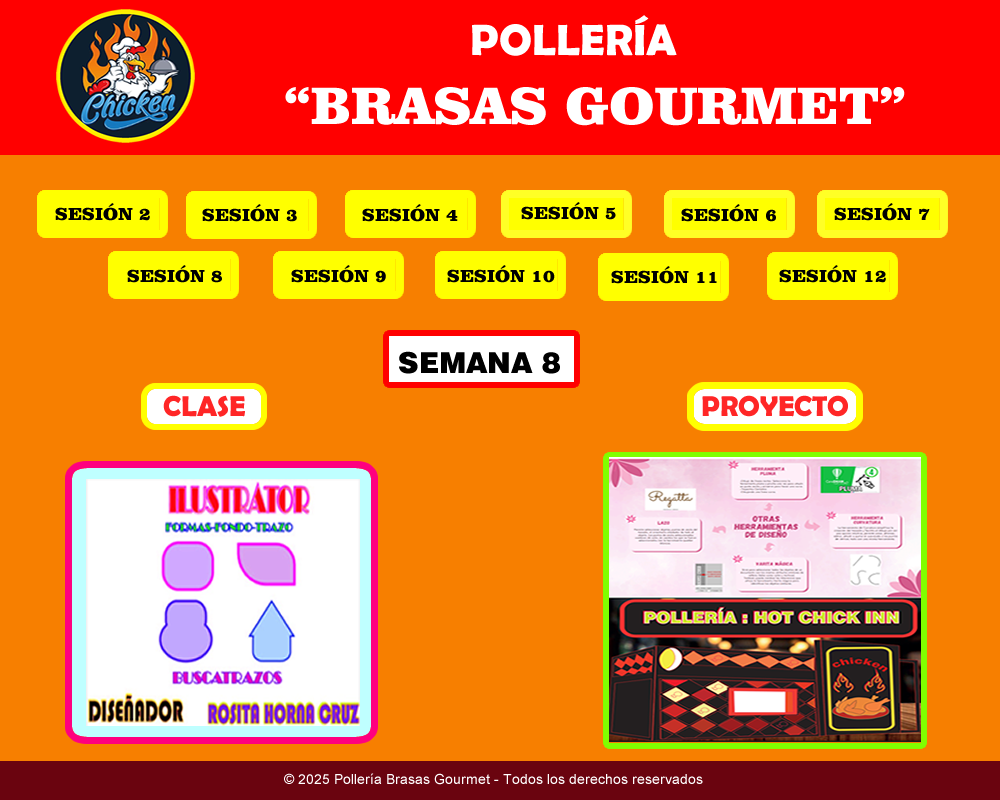 Chicken
POLLERÍA
“BRASAS GOURMET”
SESIÓN 2
SESIÓN 3
SESIÓN 4
SESIÓN 5
SESIÓN 6
SESIÓN 7
SESIÓN 8
SESIÓN 9
SESIÓN 10
SESIÓN 11
SESIÓN 12
SEMANA 8
CLASE
PROYECTO
ILUSTRATOR
FORMAS-FONDO-TRAZO
BUSCATRAZOS
DISEÑADOR
ROSITA HORNA CRUZ
HERRAMIENTA
PLUMA
Regatta
PLUMA
LAZO
OTRAS
HERRAMIENTAS
DE DISEÑO
HERRAMIENTA
CURVATURA
VARITA MÁGICA
POLLERÍA : HOT CHICK INN
chicken
© 2025 Pollería Brasas Gourmet - Todos los derechos reservados